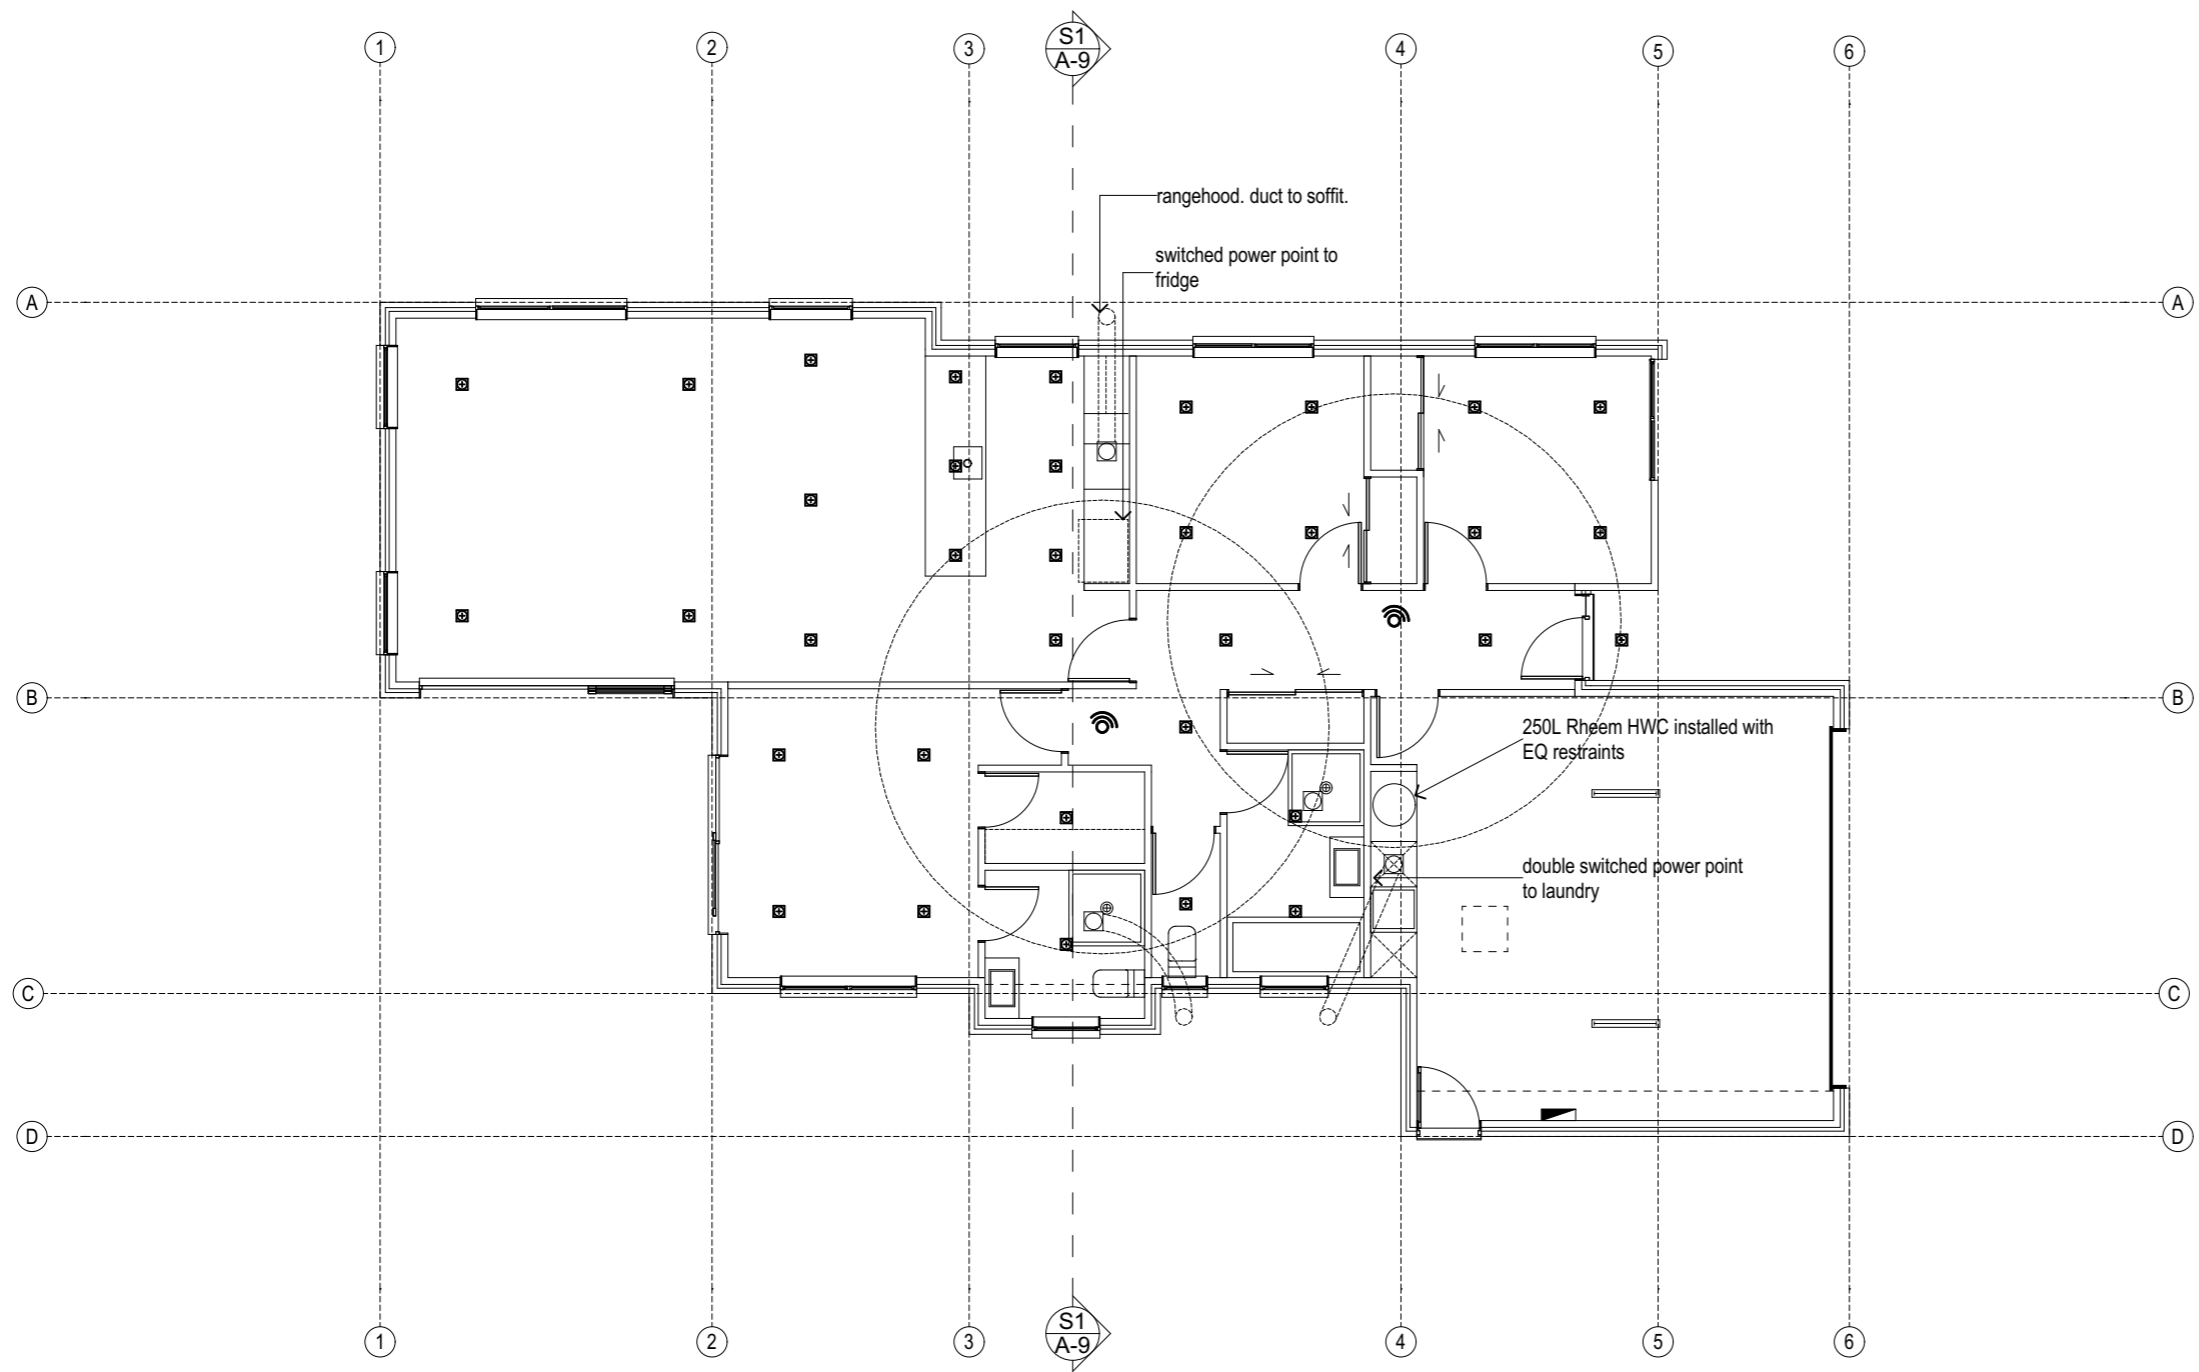 1
2
3
S1
A-9
4
5
6
rangehood. duct to soffit.
switched power point to
fridge
A
A
B
B
250L Rheem HWC installed with
EQ restraints
double switched power point
to laundry
C
C
D
D
1
2
3
S1
A-9
4
5
6